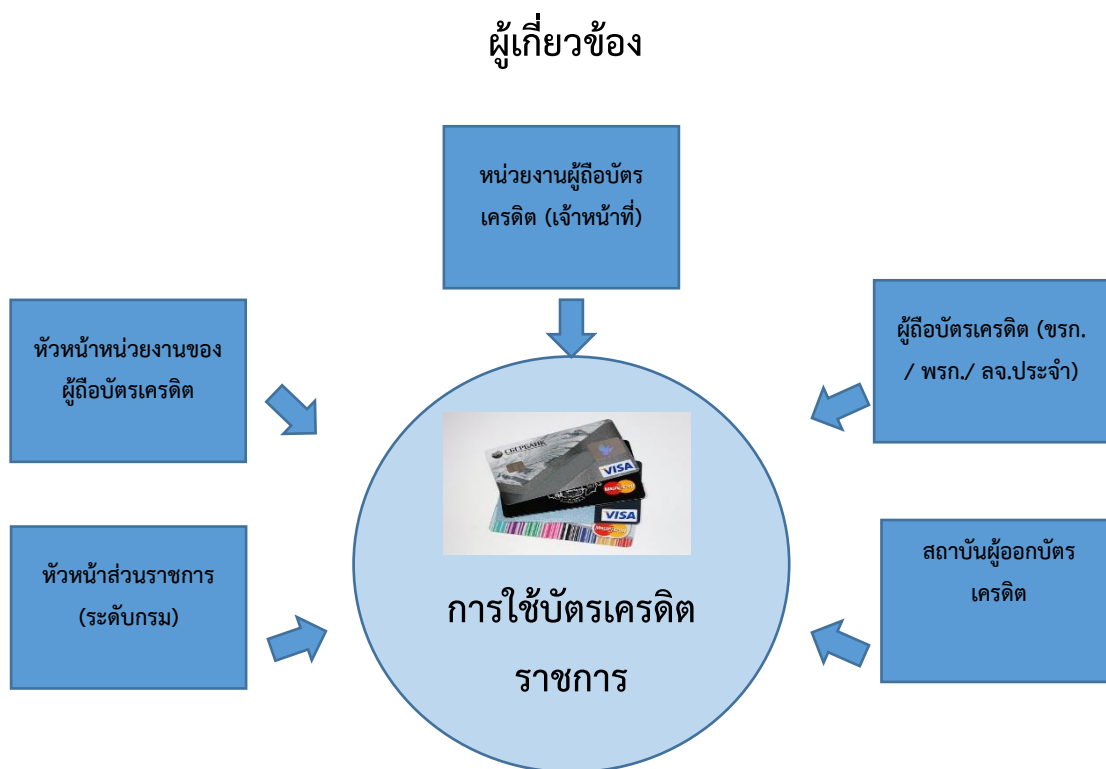 ผู้เกี่ยวข้อง
หน่วยงานผู้ถือบัตร
เครดิต (เจ้าหน้าที่)
หัวหน้าหน่วยงานของ
ผู้ถือบัตรเครดิต
ผู้ถือบัตรเครดิต (ขรก.
/ พรก./ ลจ.ประจำ)
หัวหน้าส่วนราชการ
(ระดับกรม)
สถาบันผู้ออกบัตร
เครดิต
СБЕРБАНК
VISA
MasterCard
VISA
MasterCard
การใช้บัตรเครดิต
ราชการ